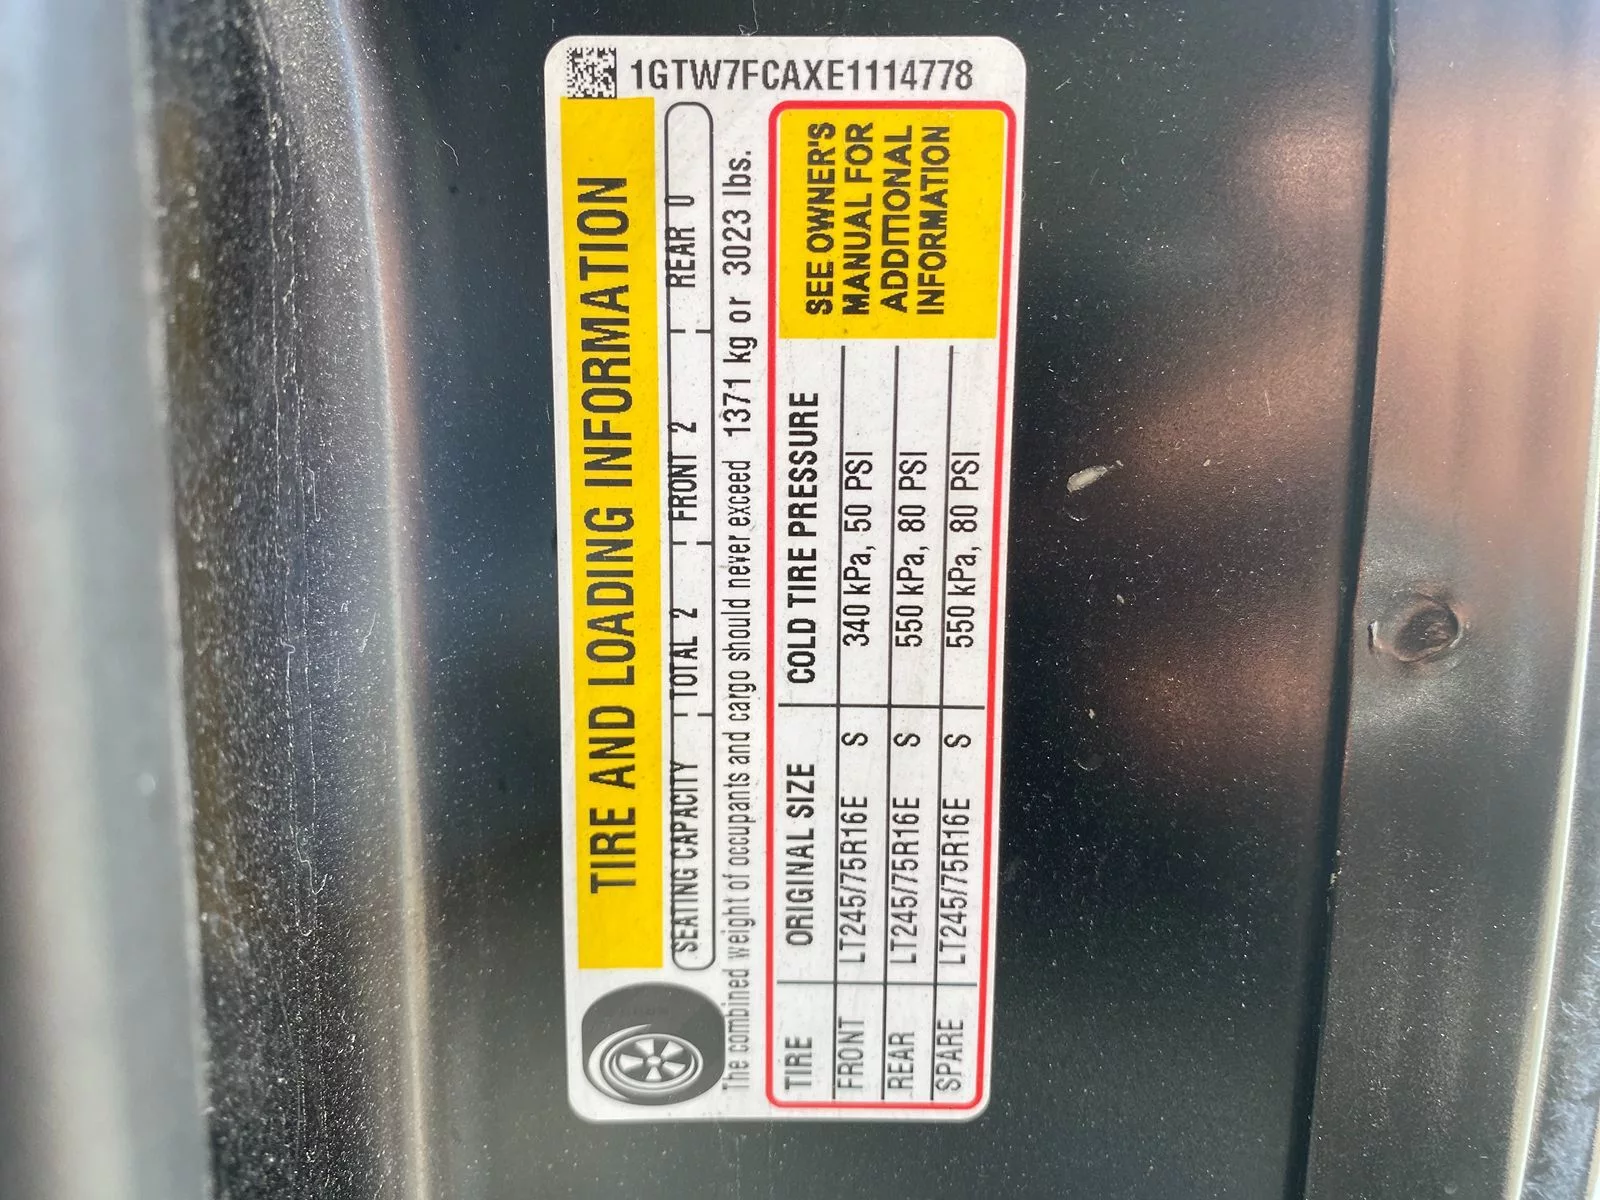 1GTW7FCAXE1114778
TIRE AND LOADING INFORMATION
SEATING CAPACITY TOTAL 2 FRONT 2 REAR 0
The combined weight of occupants and cargo should never exceed 1371 kg or 3023 lbs.
TIRE ORIGINAL SIZE COLD TIRE PRESSURE
FRONT LT245/75R16E S 340 kPa, 50 PSI
REAR LT245/75R16E S 550 kPa, 80 PSI
SPARE LT245/75R16E S 550 kPa, 80 PSI
SEE OWNER'S
MANUAL FOR
ADDITIONAL
INFORMATION